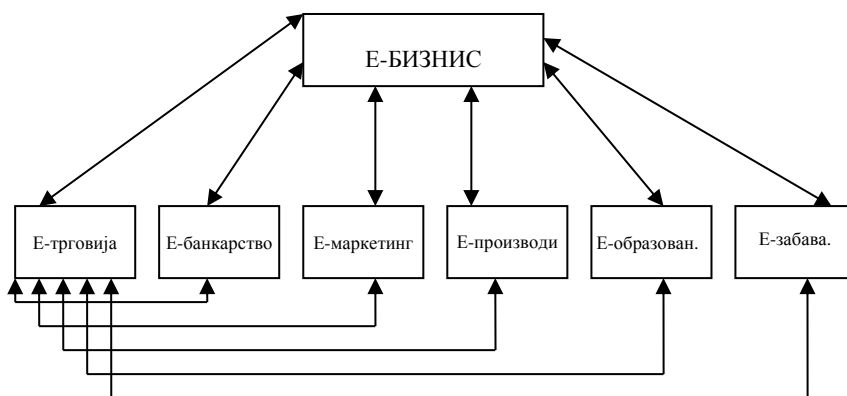 Е-БИЗНИС
Е-трговија
Е-банкарство
Е-маркетинг
Е-производи
Е-образован.
Е-забава.